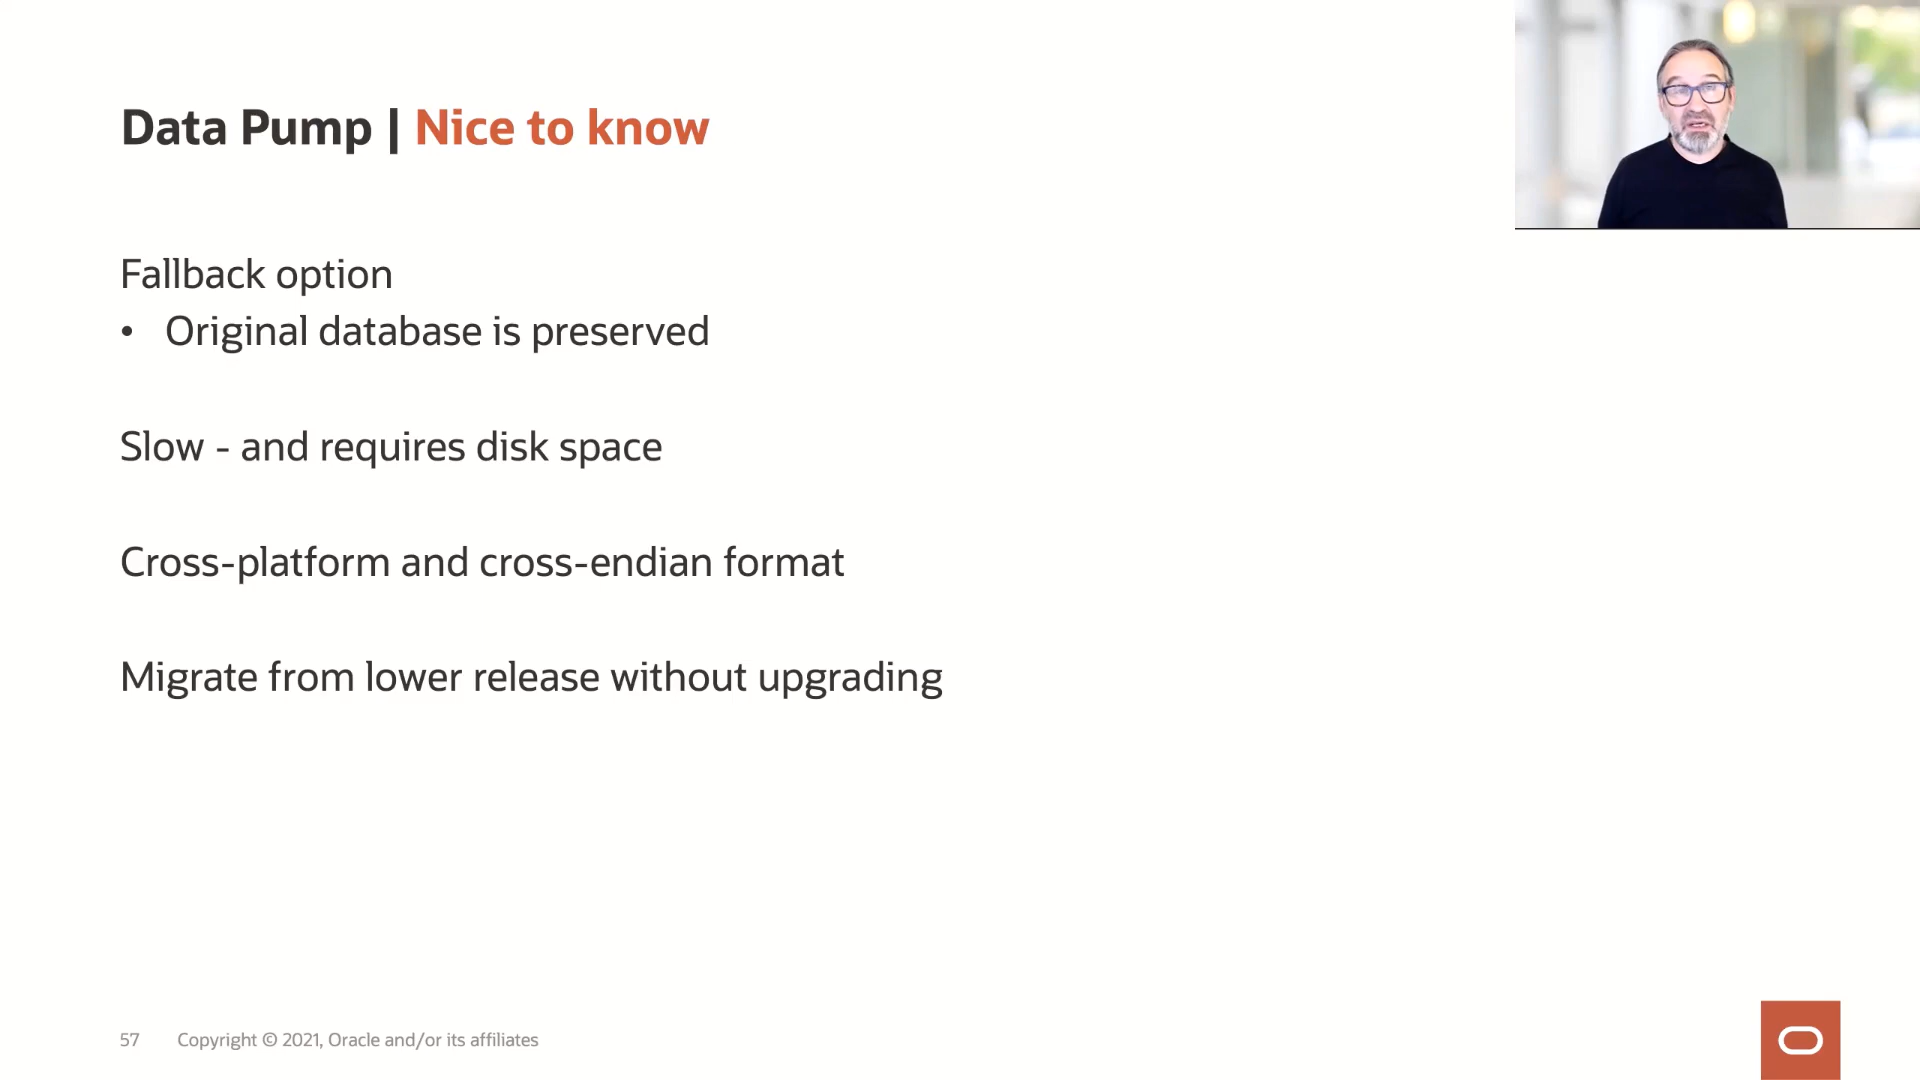 Data Pump | Nice to know
Fallback option
• Original database is preserved
Slow - and requires disk space
Cross-platform and cross-endian format
Migrate from lower release without upgrading
57 Copyright © 2021, Oracle and/or its affiliates